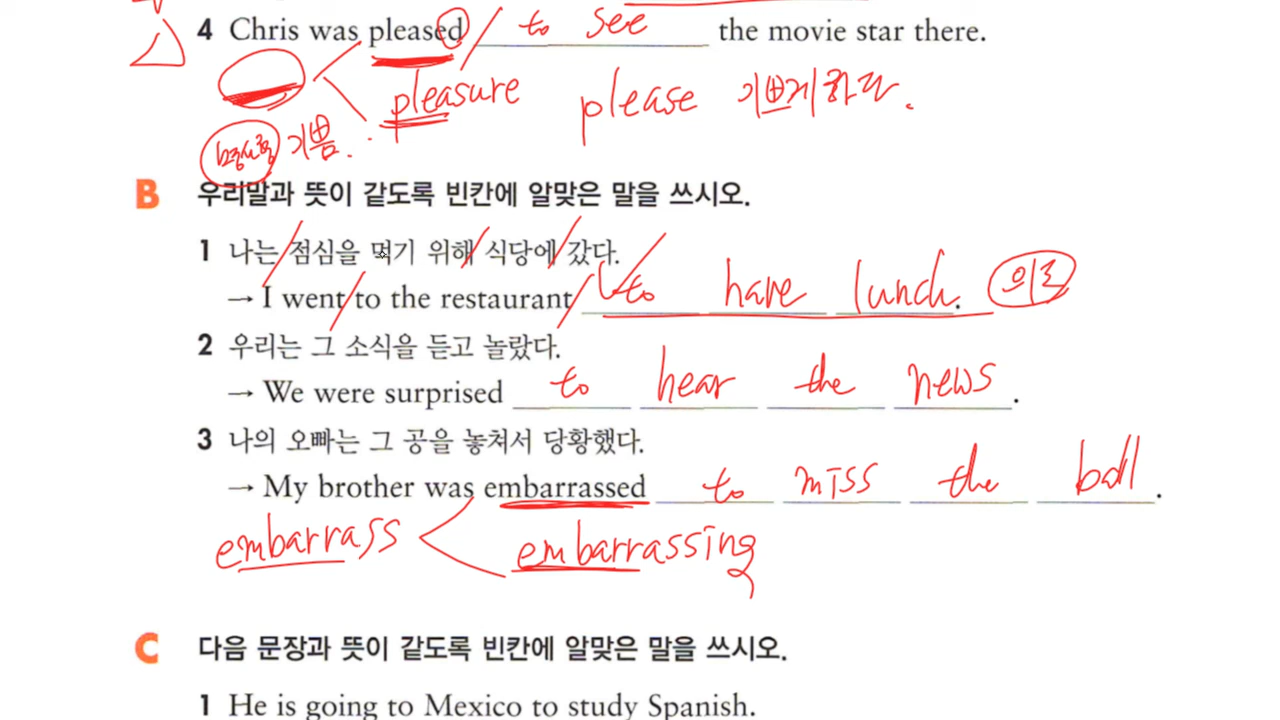 4 Chris was pleased to see the movie star there.
pleasure please 기쁘게하다.
기쁨.
B 우리말과 뜻이 같도록 빈칸에 알맞은 말을 쓰시오.
1 나는 점심을 먹기 위해 식당에 갔다.
→ I went to the restaurant to have lunch.
2 우리는 그 소식을 듣고 놀랐다.
→ We were surprised to hear the news.
3 나의 오빠는 그 공을 놓쳐서 당황했다.
→ My brother was embarrassed to miss the ball.
embarrass embarrassing
C 다음 문장과 뜻이 같도록 빈칸에 알맞은 말을 쓰시오.
1 He is going to Mexico to study Spanish.